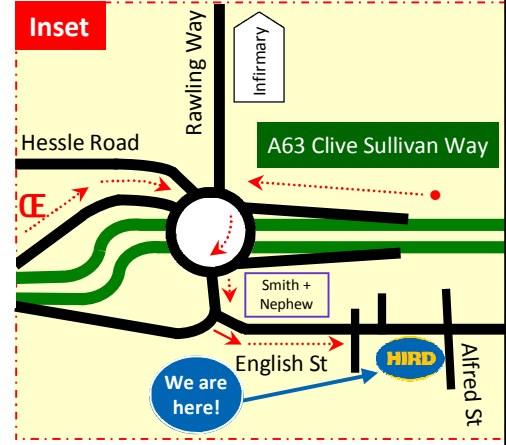 Inset
Rawling Way
Infirmary
Hessle Road
A63 Clive Sullivan Way
Œ
Smith +
Nephew
English St
HIRD
Alfred St
We are
here!